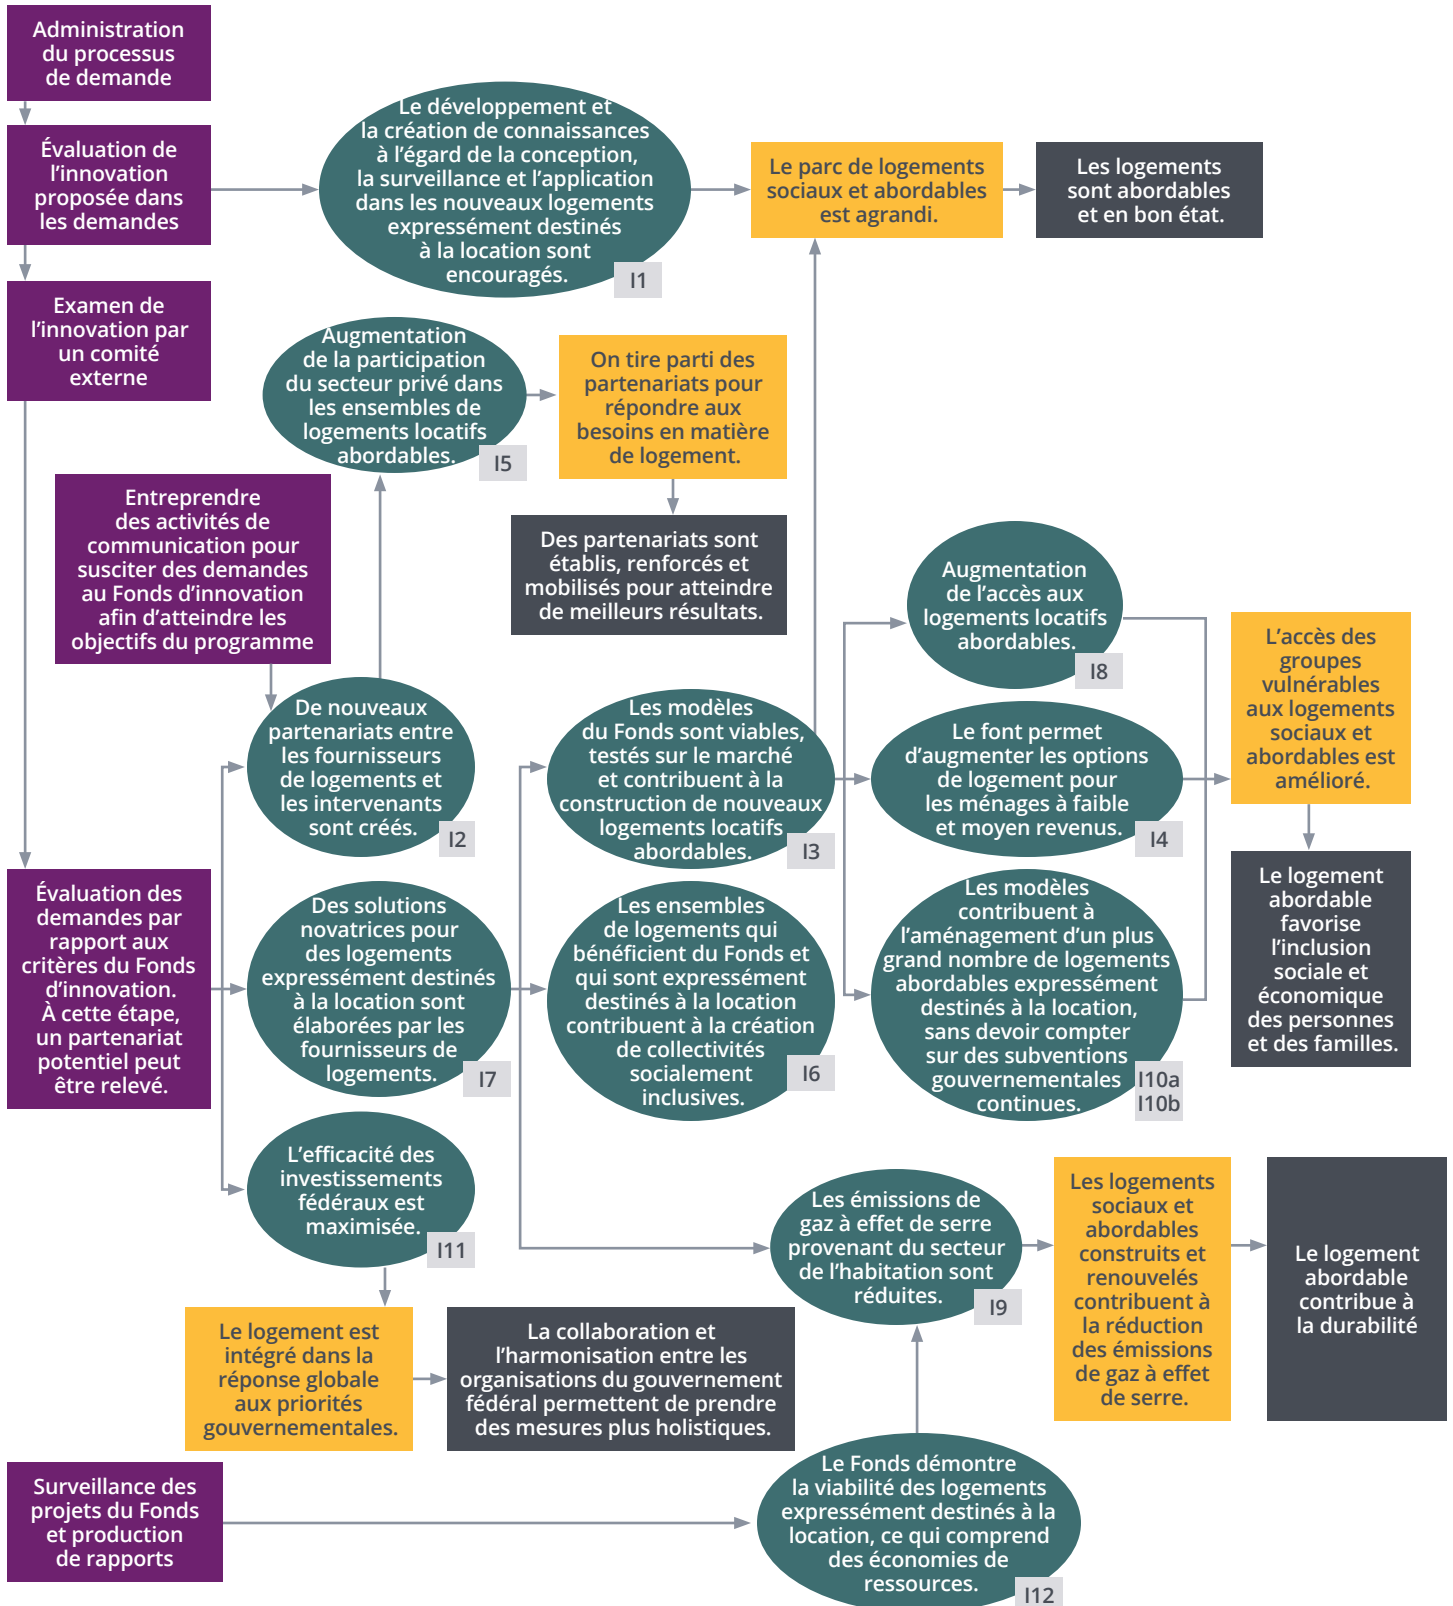 Administration
du processus
de demande
Évaluation de
l’innovation
proposée dans
les demandes
Examen de
l’innovation par
un comité
externe
Le développement et
la création de connaissances
à l’égard de la conception,
la surveillance et l’application
dans les nouveaux logements
expressément destinés
à la location sont
encouragés.
I1
Le parc de logements
sociaux et abordables
est agrandi.
Les logements
sont abordables
et en bon état.
Augmentation
de la participation
du secteur privé dans
les ensembles de
logements locatifs
abordables.
I5
On tire parti des
partenariats pour
répondre aux
besoins en matière
de logement.
Des partenariats sont
établis, renforcés et
mobilisés pour atteindre
de meilleurs résultats.
Entreprendre
des activités de
communication pour
susciter des demandes
au Fonds d’innovation
afin d’atteindre les
objectifs du programme
De nouveaux
partenariats entre
les fournisseurs
de logements et
les intervenants
sont créés.
I2
Les modèles
du Fonds sont viables,
testés sur le marché
et contribuent à la
construction de nouveaux
logements locatifs
abordables.
I3
Augmentation
de l’accès aux
logements locatifs
abordables.
I8
Le font permet
d’augmenter les options
de logement pour
les ménages à faible
et moyen revenus.
I4
L’accès des
groupes
vulnérables
aux logements
sociaux et
abordables est
amélioré.
Évaluation des
demandes par
rapport aux
critères du Fonds
d’innovation.
À cette étape,
un partenariat
potentiel peut
être relevé.
Des solutions
novatrices pour
des logements
expressément destinés
à la location sont
élaborées par les
fournisseurs de
logements.
I7
Les ensembles
de logements qui
bénéficient du Fonds et
qui sont expressément
destinés à la location
contribuent à la création
de collectivités
socialement
inclusives.
I6
Les modèles
contribuent à
l’aménagement d’un plus
grand nombre de logements
abordables expressément
destinés à la location,
sans devoir compter
sur des subventions
gouvernementales
continues.
I10a
I10b
Le logement
abordable
favorise
l’inclusion
sociale et
économique
des personnes
et des familles.
L’efficacité des
investissements
fédéraux est
maximisée.
I11
Les émissions de
gaz à effet de serre
provenant du secteur
de l’habitation sont
réduites.
I9
Les logements
sociaux et
abordables
construits et
renouvelés
contribuent à
la réduction
des émissions
de gaz à effet
de serre.
Le logement
abordable
contribue à
la durabilité
Le logement est
intégré dans la
réponse globale
aux priorités
gouvernementales.
La collaboration et
l’harmonisation entre les
organisations du gouvernement
fédéral permettent de prendre
des mesures plus holistiques.
Surveillance des
projets du Fonds
et production
de rapports
Le Fonds démontre
la viabilité des logements
expressément destinés à la
location, ce qui comprend
des économies de
ressources.
I12